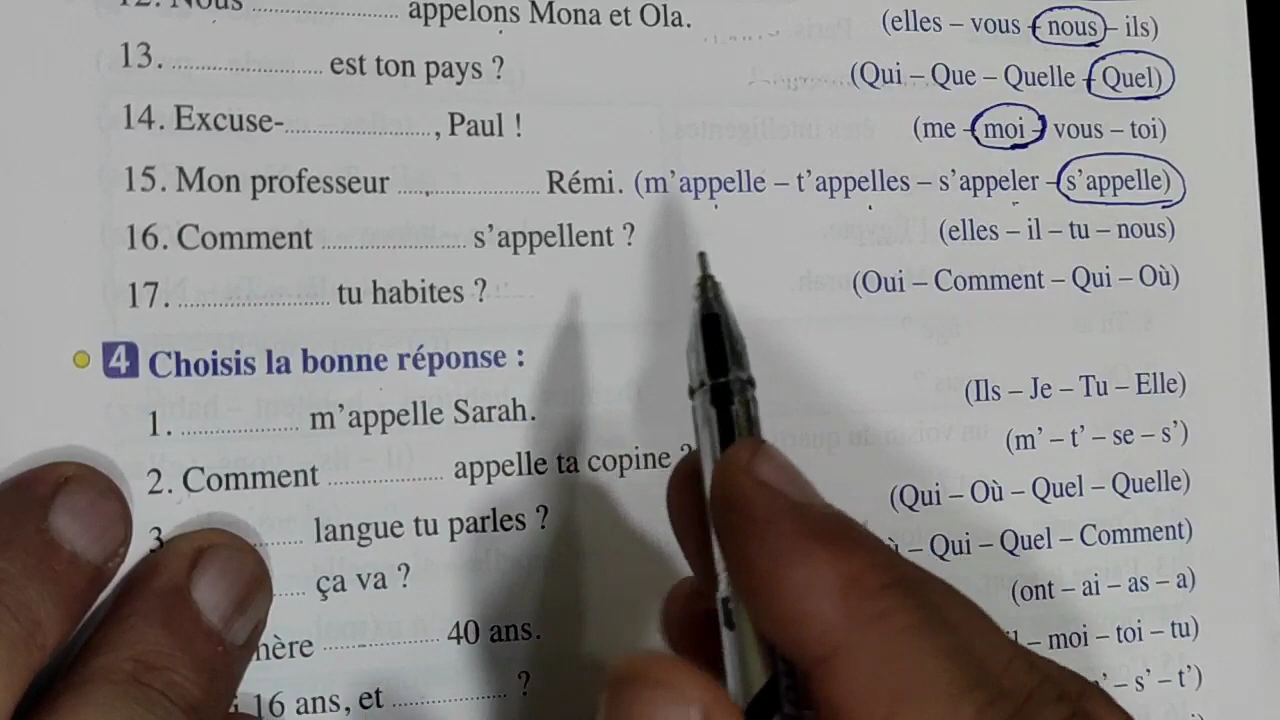 12. Nous ........................ appelons Mona et Ola. (elles – vous – nous – ils)
13. ........................ est ton pays ? (Qui – Que – Quelle – Quel)
14. Excuse-........................, Paul ! (me – moi – vous – toi)
15. Mon professeur ........................ Rémi. (m’appelle – t’appelles – s’appeler – s’appelle)
16. Comment ........................ s’appellent ? (elles – il – tu – nous)
17. ........................ tu habites ? (Oui – Comment – Qui – Où)
4 Choisis la bonne réponse :
1. .................... m’appelle Sarah. (Ils – Je – Tu – Elle)
2. Comment .................... appelle ta copine ? (m’ – t’ – se – s’)
3 ........ langue tu parles ? (Qui – Où – Quel – Quelle)
..... ça va ? – Qui – Quel – Comment)
.................... 40 ans. (ont – ai – as – a)
16 ans, et .................... ? – moi – toi – tu)
– s’ – t’)